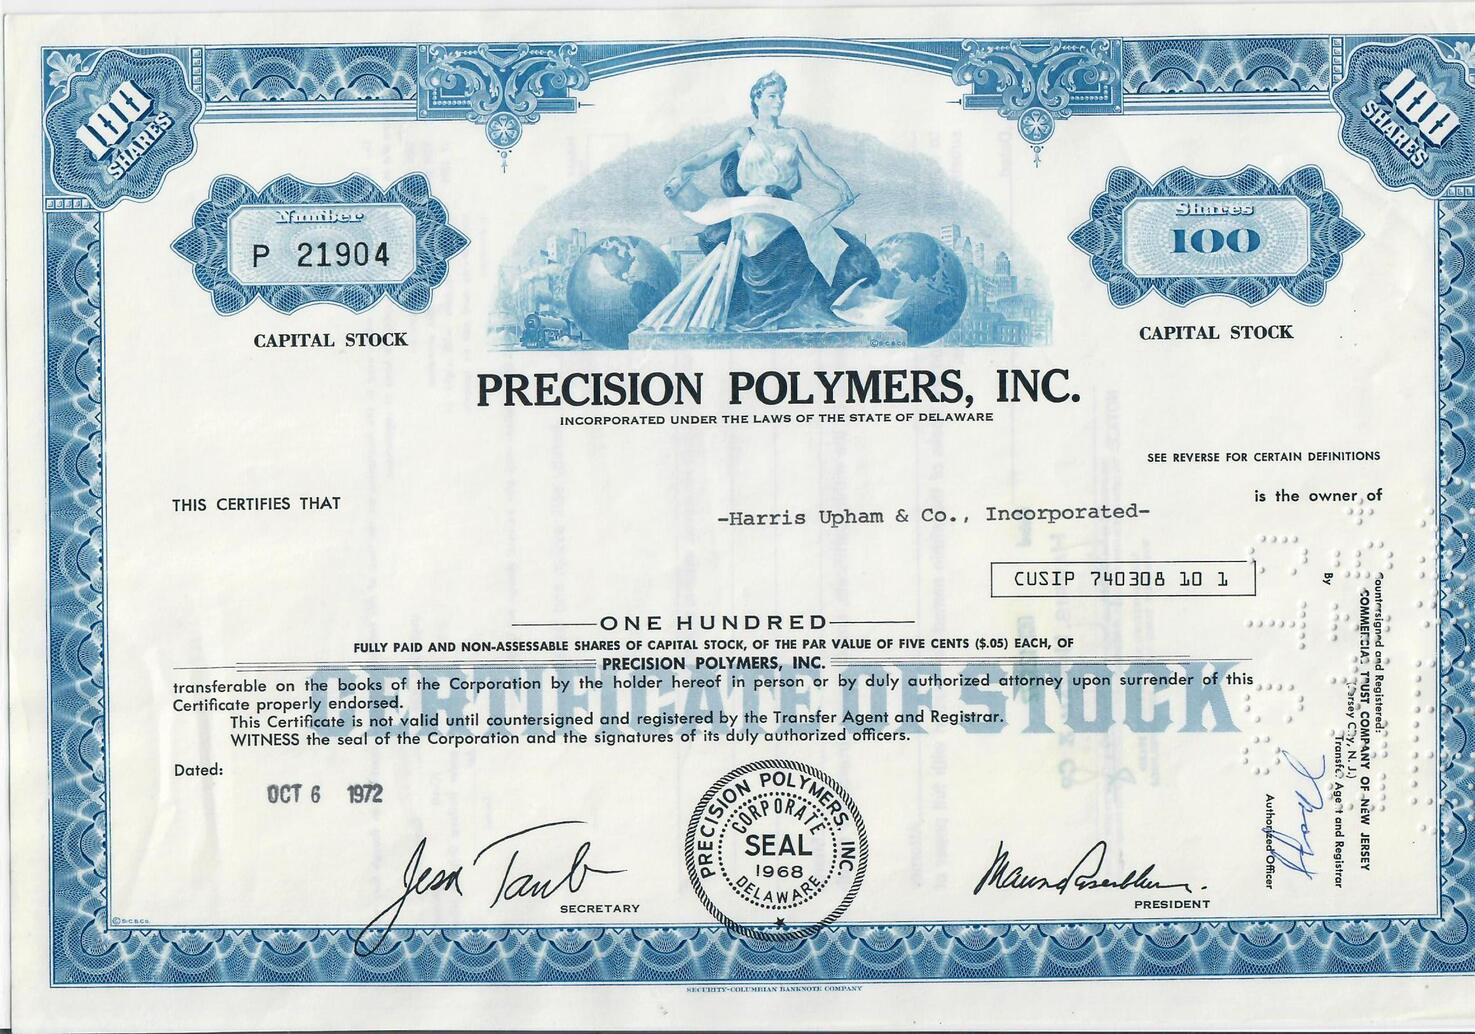 100
SHARES
100
SHARES
Number
P 21904
Shares
100
CAPITAL STOCK
CAPITAL STOCK
© S-C.B.CO.
PRECISION POLYMERS, INC.
INCORPORATED UNDER THE LAWS OF THE STATE OF DELAWARE
SEE REVERSE FOR CERTAIN DEFINITIONS
THIS CERTIFIES THAT
is the owner of
-Harris Upham & Co., Incorporated-
CUSIP 740308 10 1
ONE HUNDRED
FULLY PAID AND NON-ASSESSABLE SHARES OF CAPITAL STOCK, OF THE PAR VALUE OF FIVE CENTS ($.05) EACH, OF
PRECISION POLYMERS, INC.
CERTIFICATE OF STOCK
transferable on the books of the Corporation by the holder hereof in person or by duly authorized attorney upon surrender of this
Certificate properly endorsed.
This Certificate is not valid until countersigned and registered by the Transfer Agent and Registrar.
WITNESS the seal of the Corporation and the signatures of its duly authorized officers.
Dated:
OCT 6 1972
SECRETARY
PRECISION POLYMERS, INC
CORPORATE
SEAL
1968
DELAWARE
PRESIDENT
Countersigned and Registered:
COMMERCIAL TRUST COMPANY OF NEW JERSEY
(Jersey City, N. J.)
Transfer Agent and Registrar
By
Authorized Officer
© S-C.B.CO.
SECURITY-COLUMBIAN BANKNOTE COMPANY